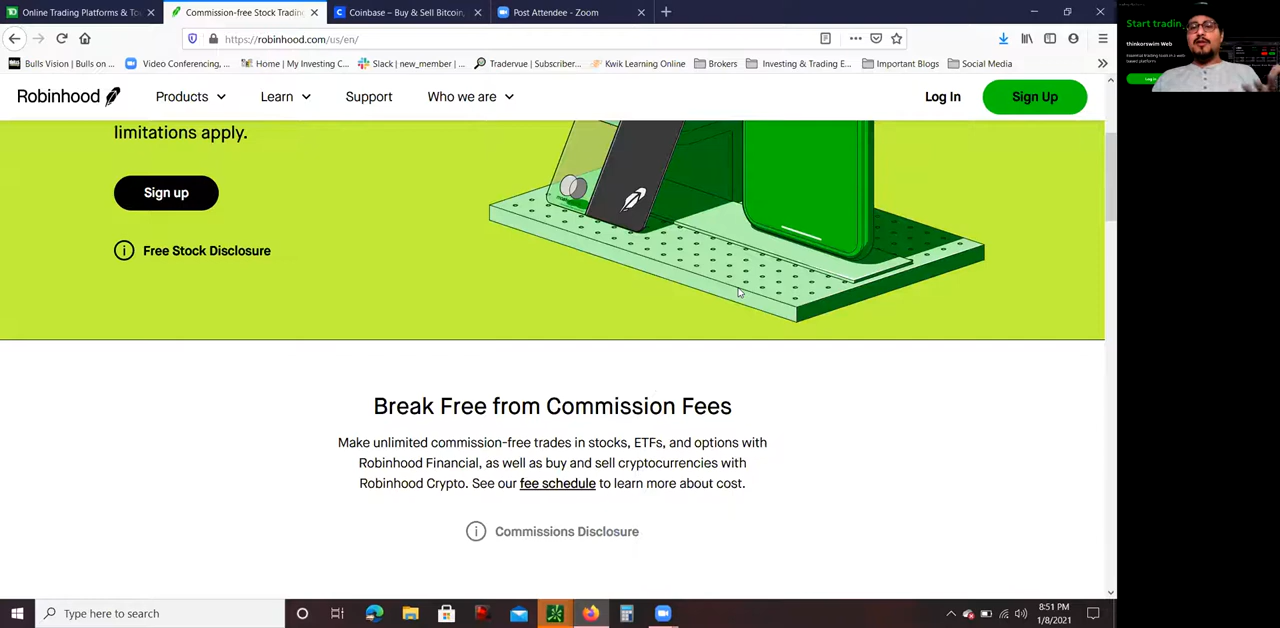 Online Trading Platforms & To
Commission-free Stock Tradin
Coinbase – Buy & Sell Bitcoin,
Post Attendee - Zoom
https://robinhood.com/us/en/
Bulls Vision | Bulls on ...
Video Conferencing, ...
Home | My Investing C...
Slack | new_memb...| ...
Tradervue | Subscriber...
Kwik Learning Online
Brokers
Investing & Trading E...
Important Blogs
Social Media
Robinhood
Products
Learn
Support
Who we are
Log In
Sign Up
limitations apply.
Sign up
Free Stock Disclosure
Break Free from Commission Fees
Make unlimited commission-free trades in stocks, ETFs, and options with
Robinhood Financial, as well as buy and sell cryptocurrencies with
Robinhood Crypto. See our fee schedule to learn more about cost.
Commissions Disclosure
Type here to search
8:51 PM
1/8/2021
Start tradin
thinkorswim Web
Log in